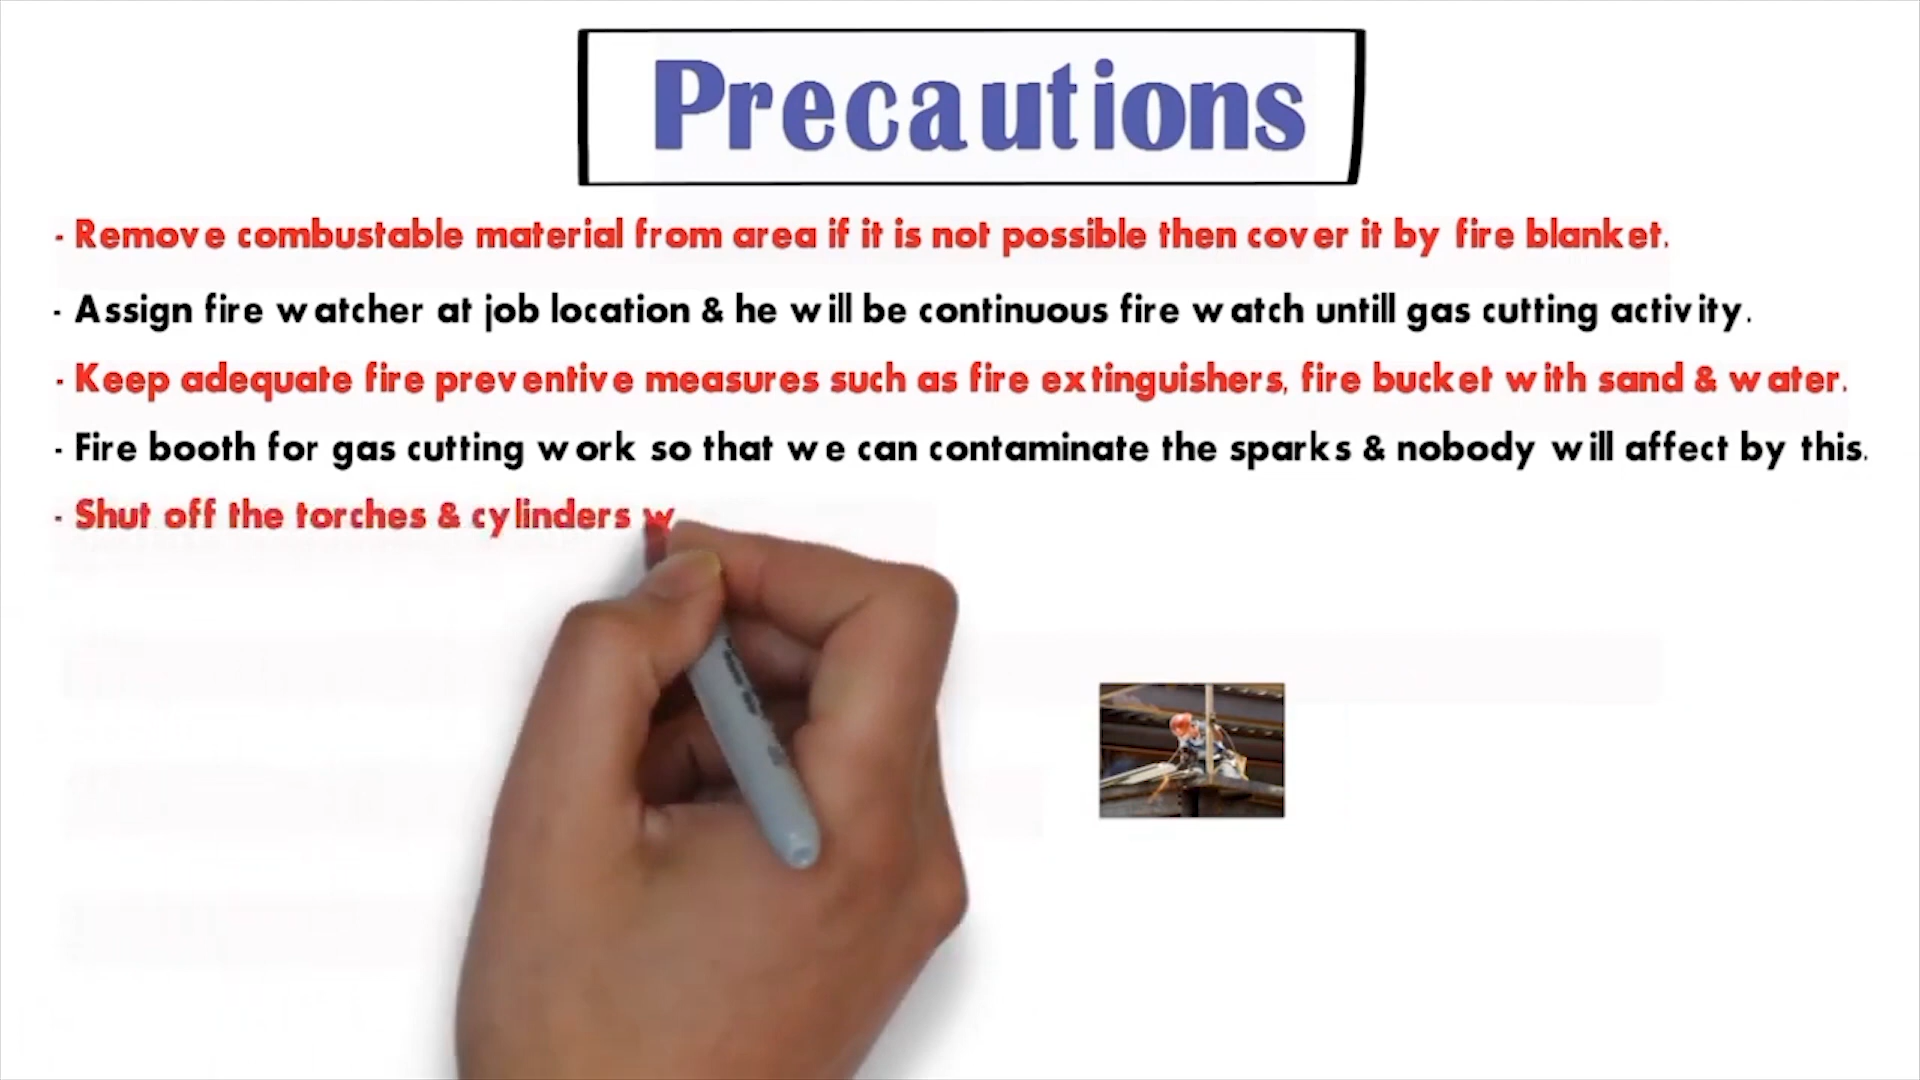 Precautions
- Remove combustable material from area if it is not possible then cover it by fire blanket.
- Assign fire watcher at job location & he will be continuous fire watch untill gas cutting activity.
- Keep adequate fire preventive measures such as fire extinguishers, fire bucket with sand & water.
- Fire booth for gas cutting work so that we can contaminate the sparks & nobody will affect by this.
- Shut off the torches & cylinders w